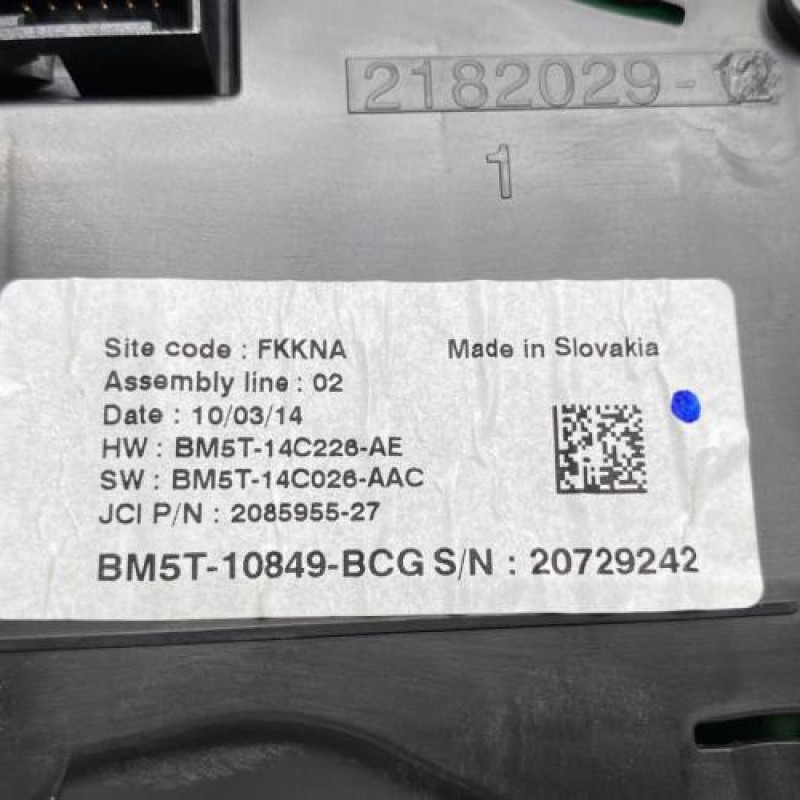 2182029-
1
Site code : FKKNA Made in Slovakia
Assembly line : 02
Date : 10/03/14
HW : BM5T-14C226-AE
SW : BM5T-14C026-AAC
JCI P/N : 2085955-27
BM5T-10849-BCG S/N : 20729242